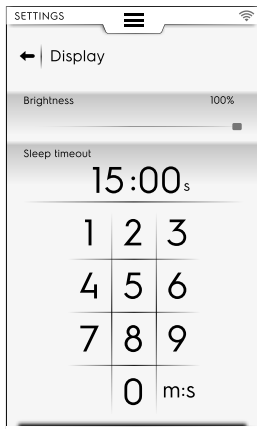 SETTINGS
Display
Brightness 100%
Sleep timeout
15:00s
1 2 3
4 5 6
7 8 9
0 m:s